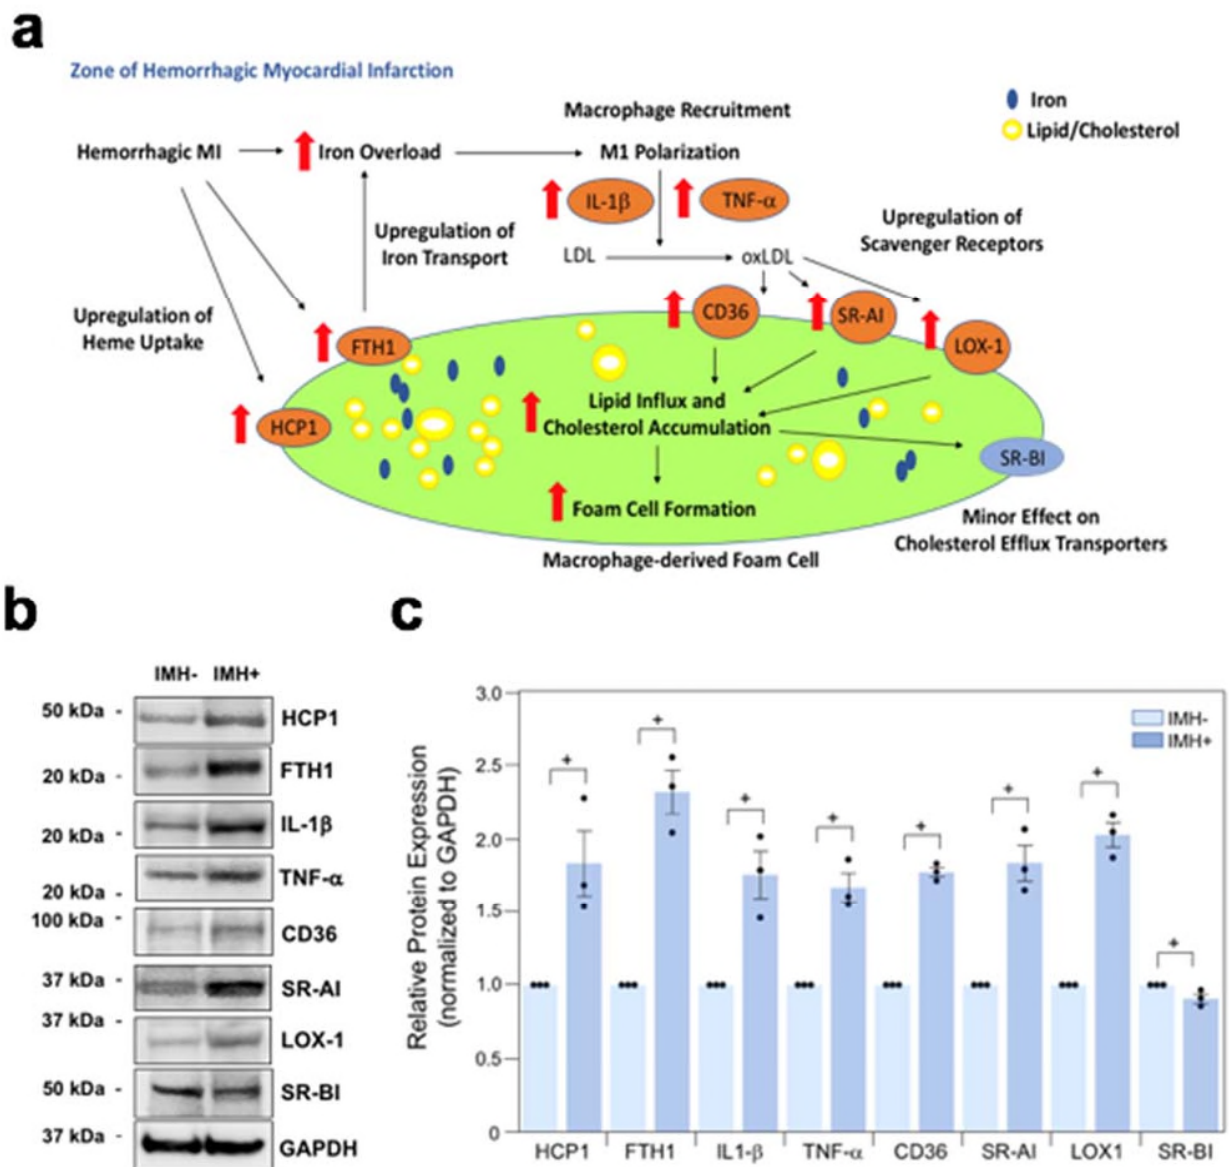 a
Zone of Hemorrhagic Myocardial Infarction
Iron
Lipid/Cholesterol
Macrophage Recruitment
Hemorrhagic MI
Iron Overload
M1 Polarization
IL-1β
TNF-α
Upregulation of
Iron Transport
LDL
oxLDL
Upregulation of
Scavenger Receptors
Upregulation of
Heme Uptake
FTH1
CD36
SR-AI
LOX-1
HCP1
Lipid Influx and
Cholesterol Accumulation
SR-BI
Foam Cell Formation
Minor Effect on
Cholesterol Efflux Transporters
Macrophage-derived Foam Cell
b
IMH- IMH+
50 kDa - HCP1
20 kDa - FTH1
20 kDa - IL-1β
20 kDa - TNF-α
100 kDa - CD36
37 kDa - SR-AI
37 kDa - LOX-1
50 kDa - SR-BI
37 kDa - GAPDH
c
Relative Protein Expression
(normalized to GAPDH)
3.0
2.5
2.0
1.5
1.0
0.5
0
IMH-
IMH+
+ + + + + + + +
HCP1 FTH1 IL1-β TNF-α CD36 SR-AI LOX1 SR-BI